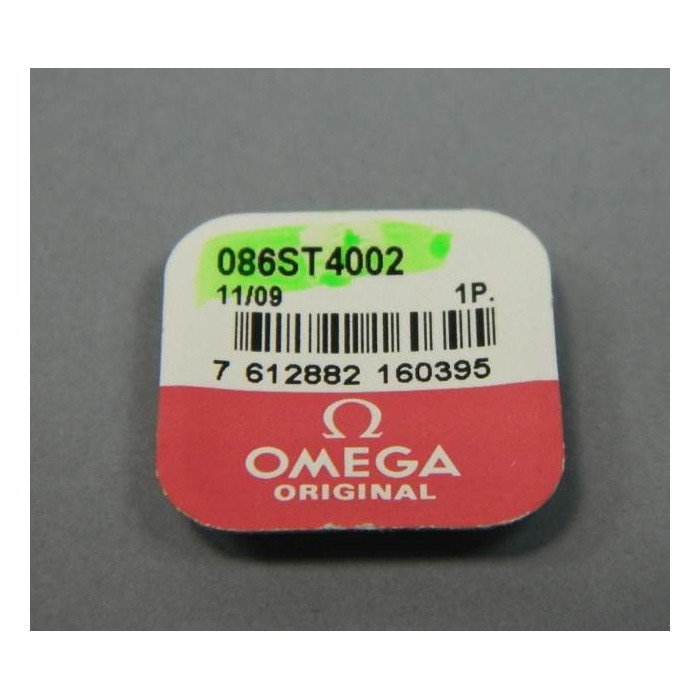 086ST4002
11/09 1P.
7 612882 160395
Ω
OMEGA
ORIGINAL